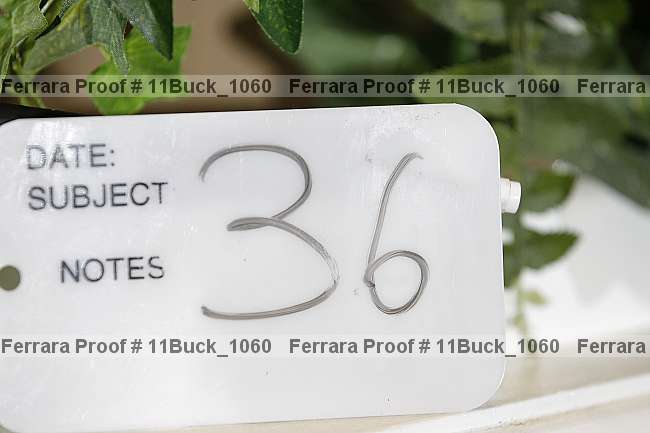 Ferrara Proof # 11Buck_1060 Ferrara Proof # 11Buck_1060 Ferrara
DATE:
SUBJECT
36
NOTES
Ferrara Proof # 11Buck_1060 Ferrara Proof # 11Buck_1060 Ferrara